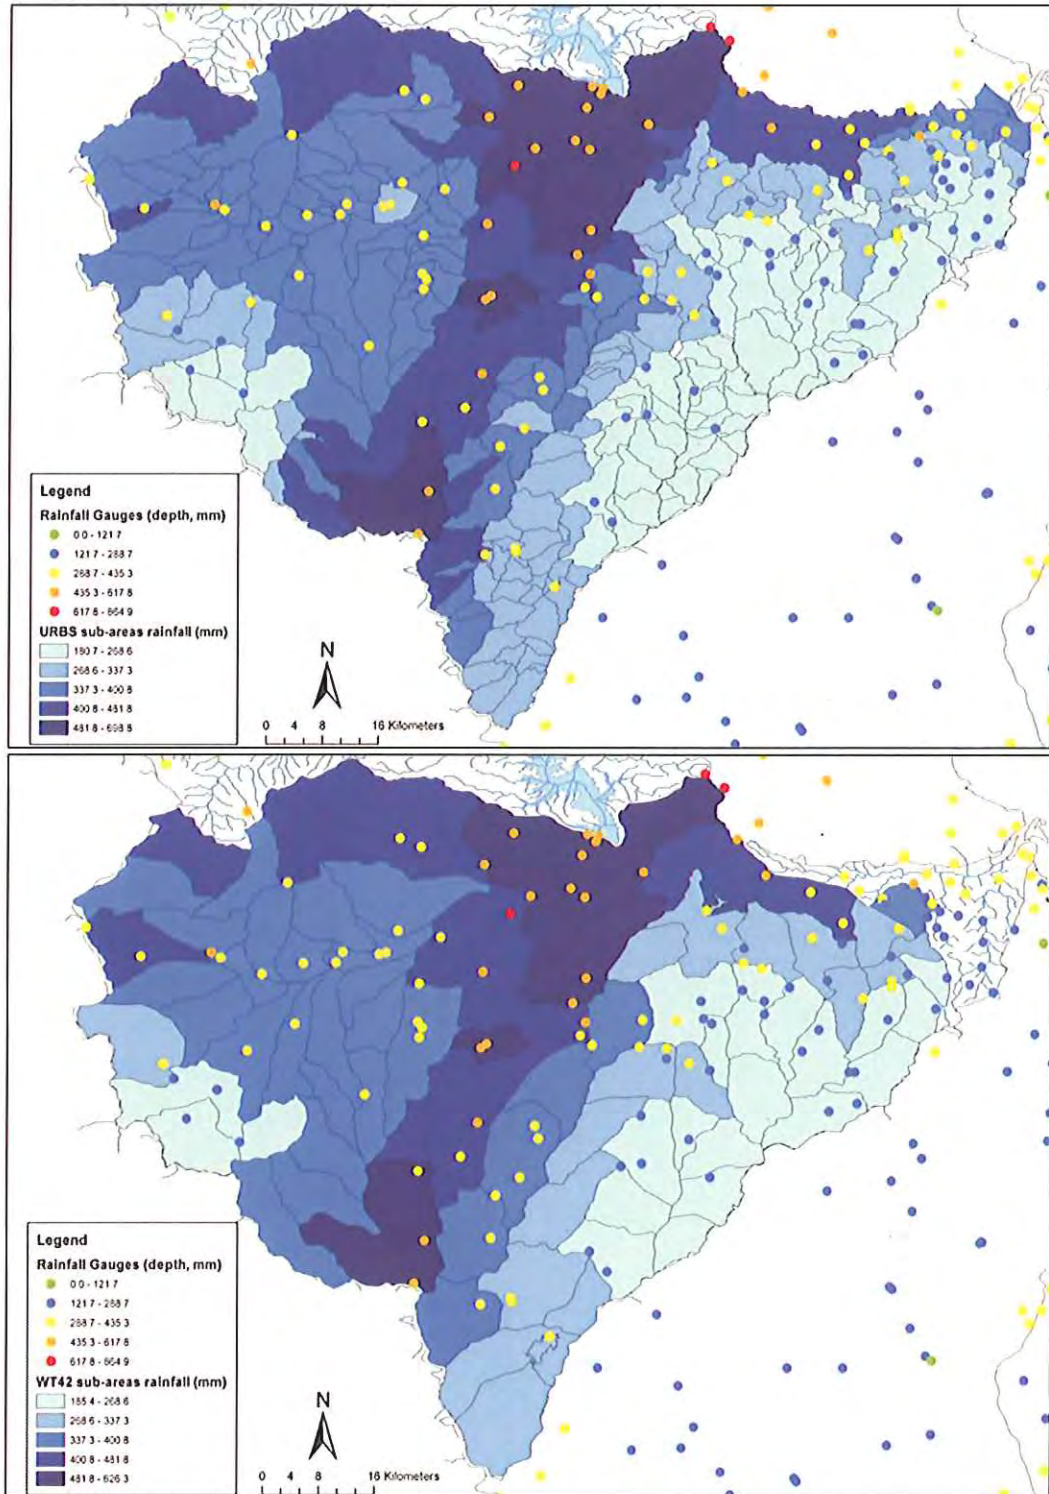 Legend
Rainfall Gauges (depth, mm)
0.0 - 121.7
121.7 - 288.7
288.7 - 435.3
435.3 - 617.8
617.8 - 864.9
URBS sub-areas rainfall (mm)
180.7 - 268.6
268.6 - 337.3
337.3 - 400.8
400.8 - 481.8
481.8 - 698.8
N
0 4 8 16 Kilometers
Legend
Rainfall Gauges (depth, mm)
0.0 - 121.7
121.7 - 288.7
288.7 - 435.3
435.3 - 617.8
617.8 - 864.9
WT42 sub-areas rainfall (mm)
185.4 - 268.6
268.6 - 337.3
337.3 - 400.8
400.8 - 481.8
481.8 - 626.3
N
0 4 8 16 Kilometers